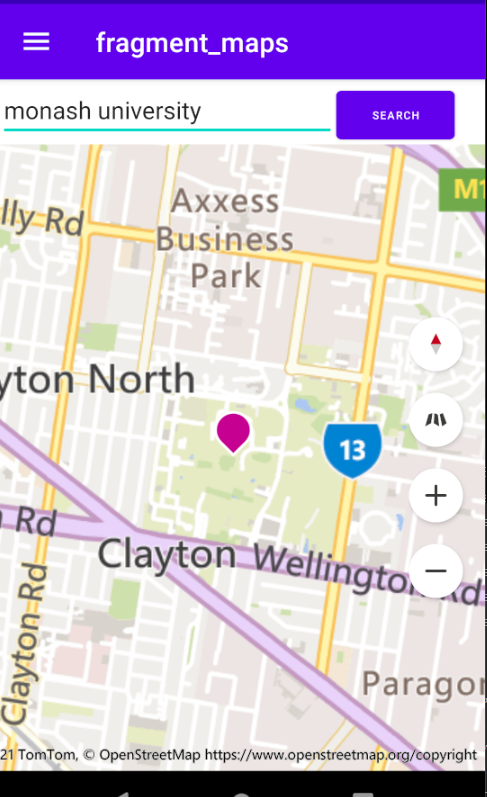 fragment_maps
monash university
SEARCH
M1
lly Rd
Axxess
Business
Park
yton North
13
n Rd
Clayton
Wellington Rd
Clayton Rd
Paragon
21 TomTom, © OpenStreetMap https://www.openstreetmap.org/copyright